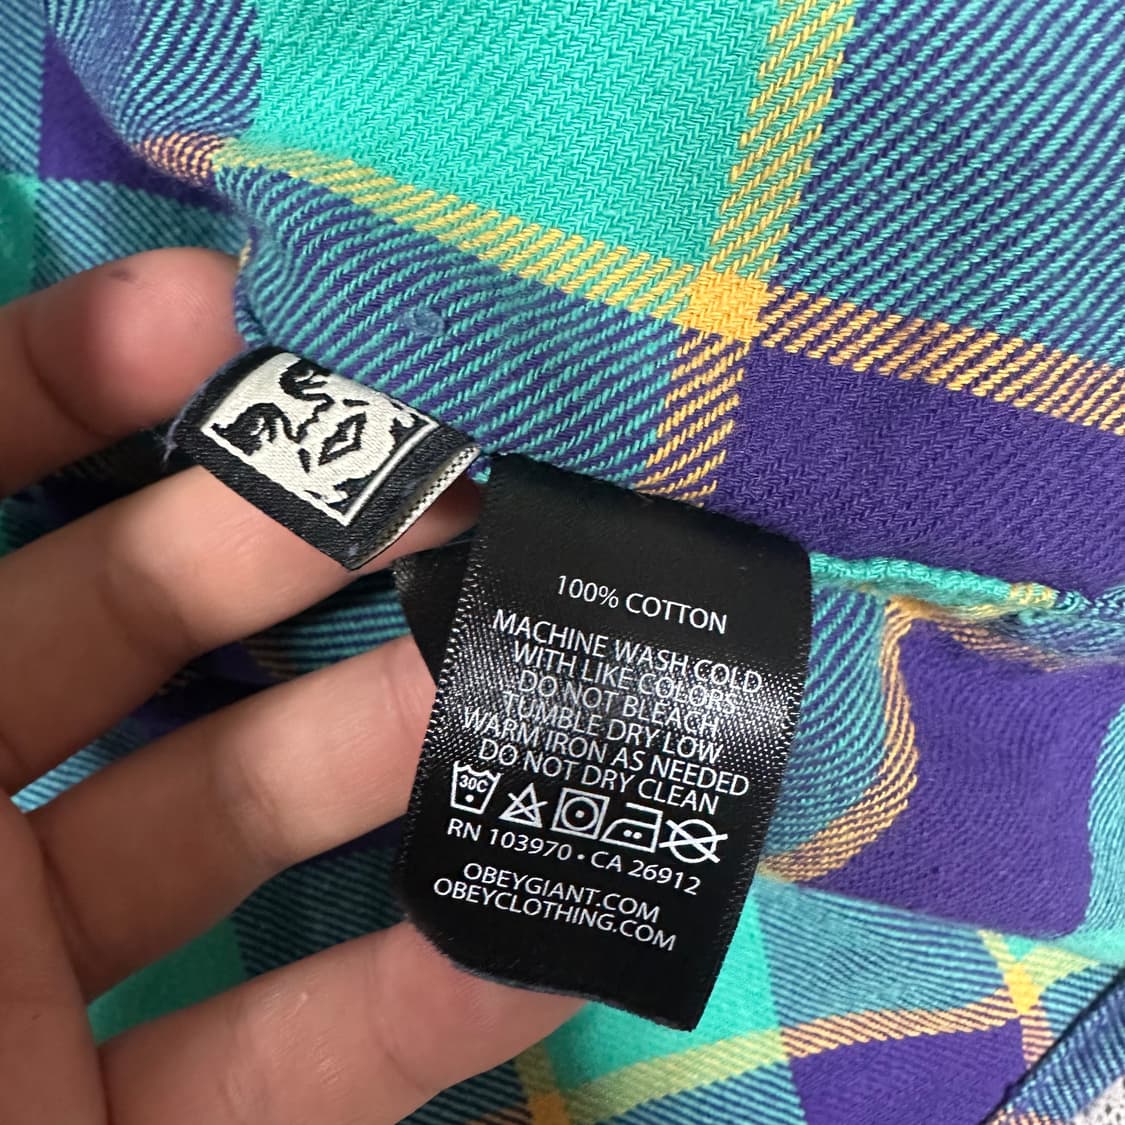 100% COTTON
MACHINE WASH COLD
WITH LIKE COLORS
DO NOT BLEACH
TUMBLE DRY LOW
WARM IRON AS NEEDED
DO NOT DRY CLEAN
30C
RN 103970 • CA 26912
OBEYGIANT.COM
OBEYCLOTHING.COM